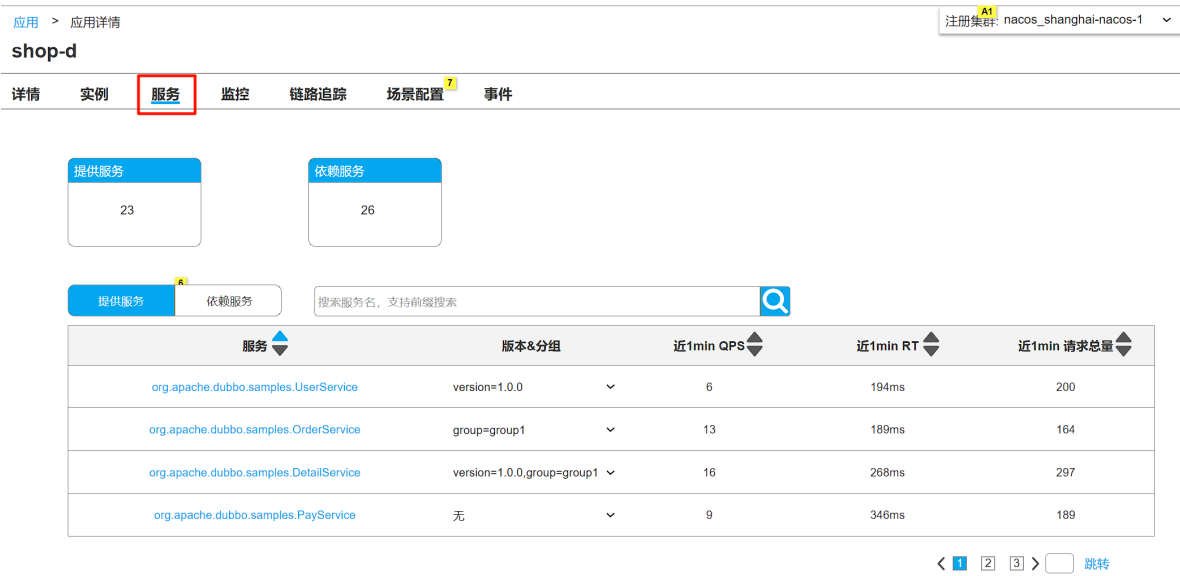 应用 > 应用详情
A1
注册集群: nacos_shanghai-nacos-1
shop-d
详情 实例 服务 监控 链路追踪 场景配置 7 事件
提供服务 依赖服务
23 26
6
提供服务 依赖服务 搜索服务名，支持前缀搜索
服务 版本&分组 近1min QPS 近1min RT 近1min 请求总量
org.apache.dubbo.samples.UserService version=1.0.0 6 194ms 200
org.apache.dubbo.samples.OrderService group=group1 13 189ms 164
org.apache.dubbo.samples.DetailService version=1.0.0,group=group1 16 268ms 297
org.apache.dubbo.samples.PayService 无 9 346ms 189
1 2 3 跳转